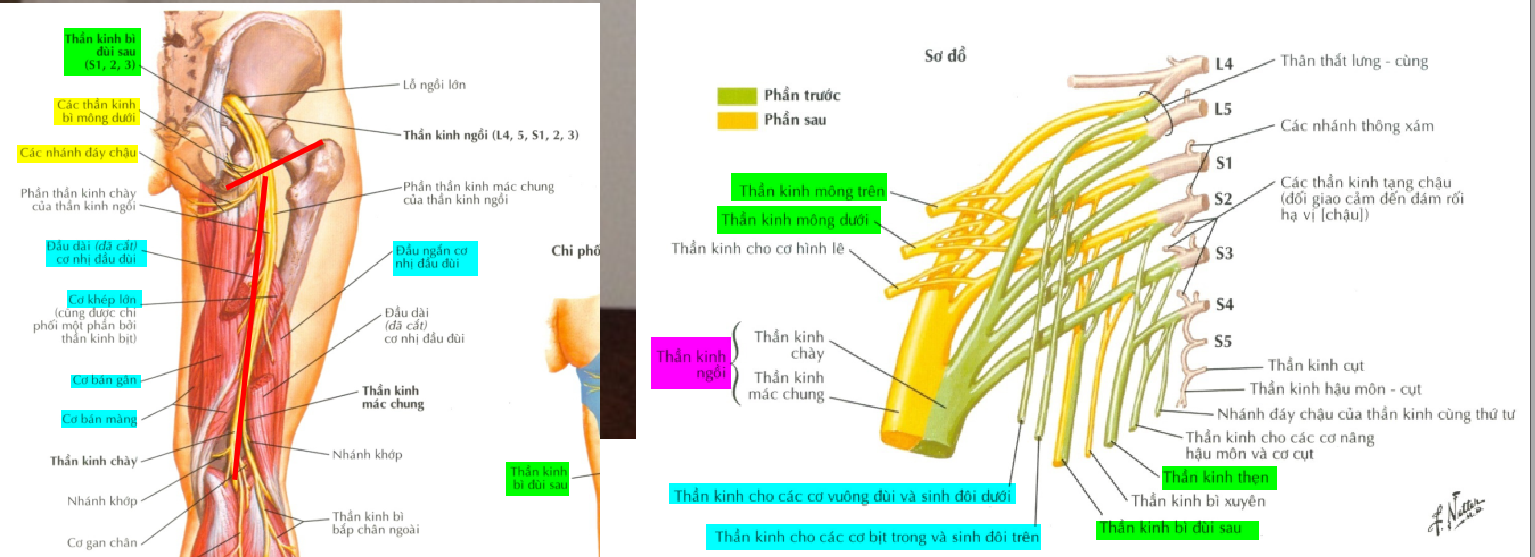 Thần kinh bì
đùi sau
(S1, 2, 3)
Các thần kinh
bì mông dưới
Các nhánh đáy chậu
Phần thần kinh chày
của thần kinh ngồi
Đầu dài (đã cắt)
cơ nhị đầu đùi
Cơ khép lớn
(cũng được chi
phối một phần bởi
thần kinh bịt)
Cơ bán gân
Cơ bán màng
Thần kinh chày
Nhánh khớp
Cơ gan chân
Lỗ ngồi lớn
Thần kinh ngồi (L4, 5, S1, 2, 3)
Phần thần kinh mác chung
của thần kinh ngồi
Đầu ngắn cơ
nhị đầu đùi
Đầu dài
(đã cắt)
cơ nhị đầu đùi
Thần kinh
mác chung
Nhánh khớp
Thần kinh bì
bắp chân ngoài
Chi phố
Thần kinh
bì đùi sau
Sơ đồ
Phần trước
Phần sau
Thần kinh mông trên
Thần kinh mông dưới
Thần kinh cho cơ hình lê
Thần kinh
ngồi
Thần kinh
chày
Thần kinh
mác chung
Thần kinh cho các cơ vuông đùi và sinh đôi dưới
Thần kinh cho các cơ bịt trong và sinh đôi trên
L4
L5
S1
S2
S3
S4
S5
Thân thắt lưng - cùng
Các nhánh thông xám
Các thần kinh tạng chậu
(đối giao cảm đến đám rối
hạ vị [chậu])
Thần kinh cụt
Thần kinh hậu môn - cụt
Nhánh đáy chậu của thần kinh cùng thứ tư
Thần kinh cho các cơ nâng
hậu môn và cơ cụt
Thần kinh thẹn
Thần kinh bì xuyên
Thần kinh bì đùi sau
F. Netter
M.D.